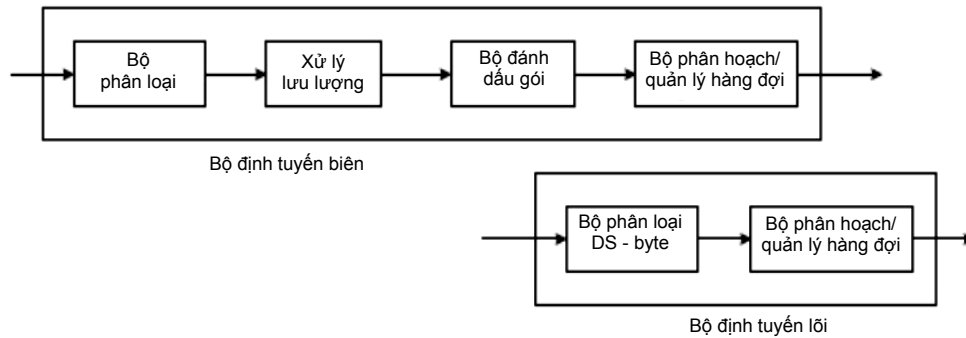 Bộ
phân loại
Xử lý
lưu lượng
Bộ đánh
dấu gói
Bộ phân hoạch/
quản lý hàng đợi
Bộ định tuyến biên
Bộ phân loại
DS - byte
Bộ phân hoạch/
quản lý hàng đợi
Bộ định tuyến lõi